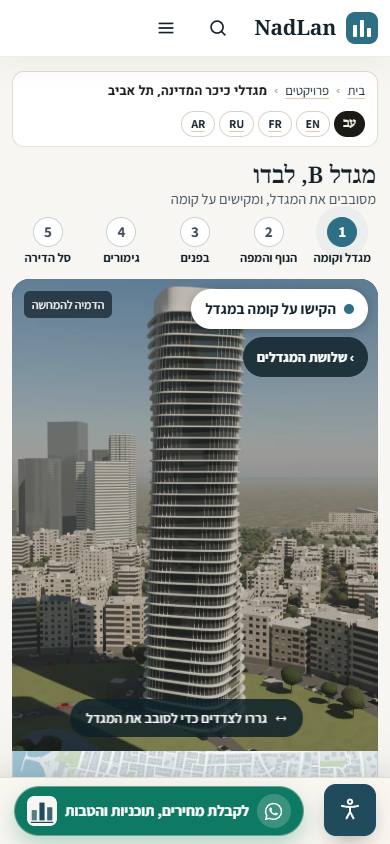 NadLan
בית › פרויקטים › מגדלי כיכר המדינה, תל אביב
עב EN FR RU AR
מגדל B, לבדו
מסובבים את המגדל, ומקישים על קומה
1 2 3 4 5
מגדל וקומה הנוף והמפה בפנים גימורים סל הדירה
הקישו על קומה במגדל
הדמיה להמחשה
› שלושת המגדלים
↔ גררו לצדדים כדי לסובב את המגדל
לקבלת מחירים, תוכניות והטבות